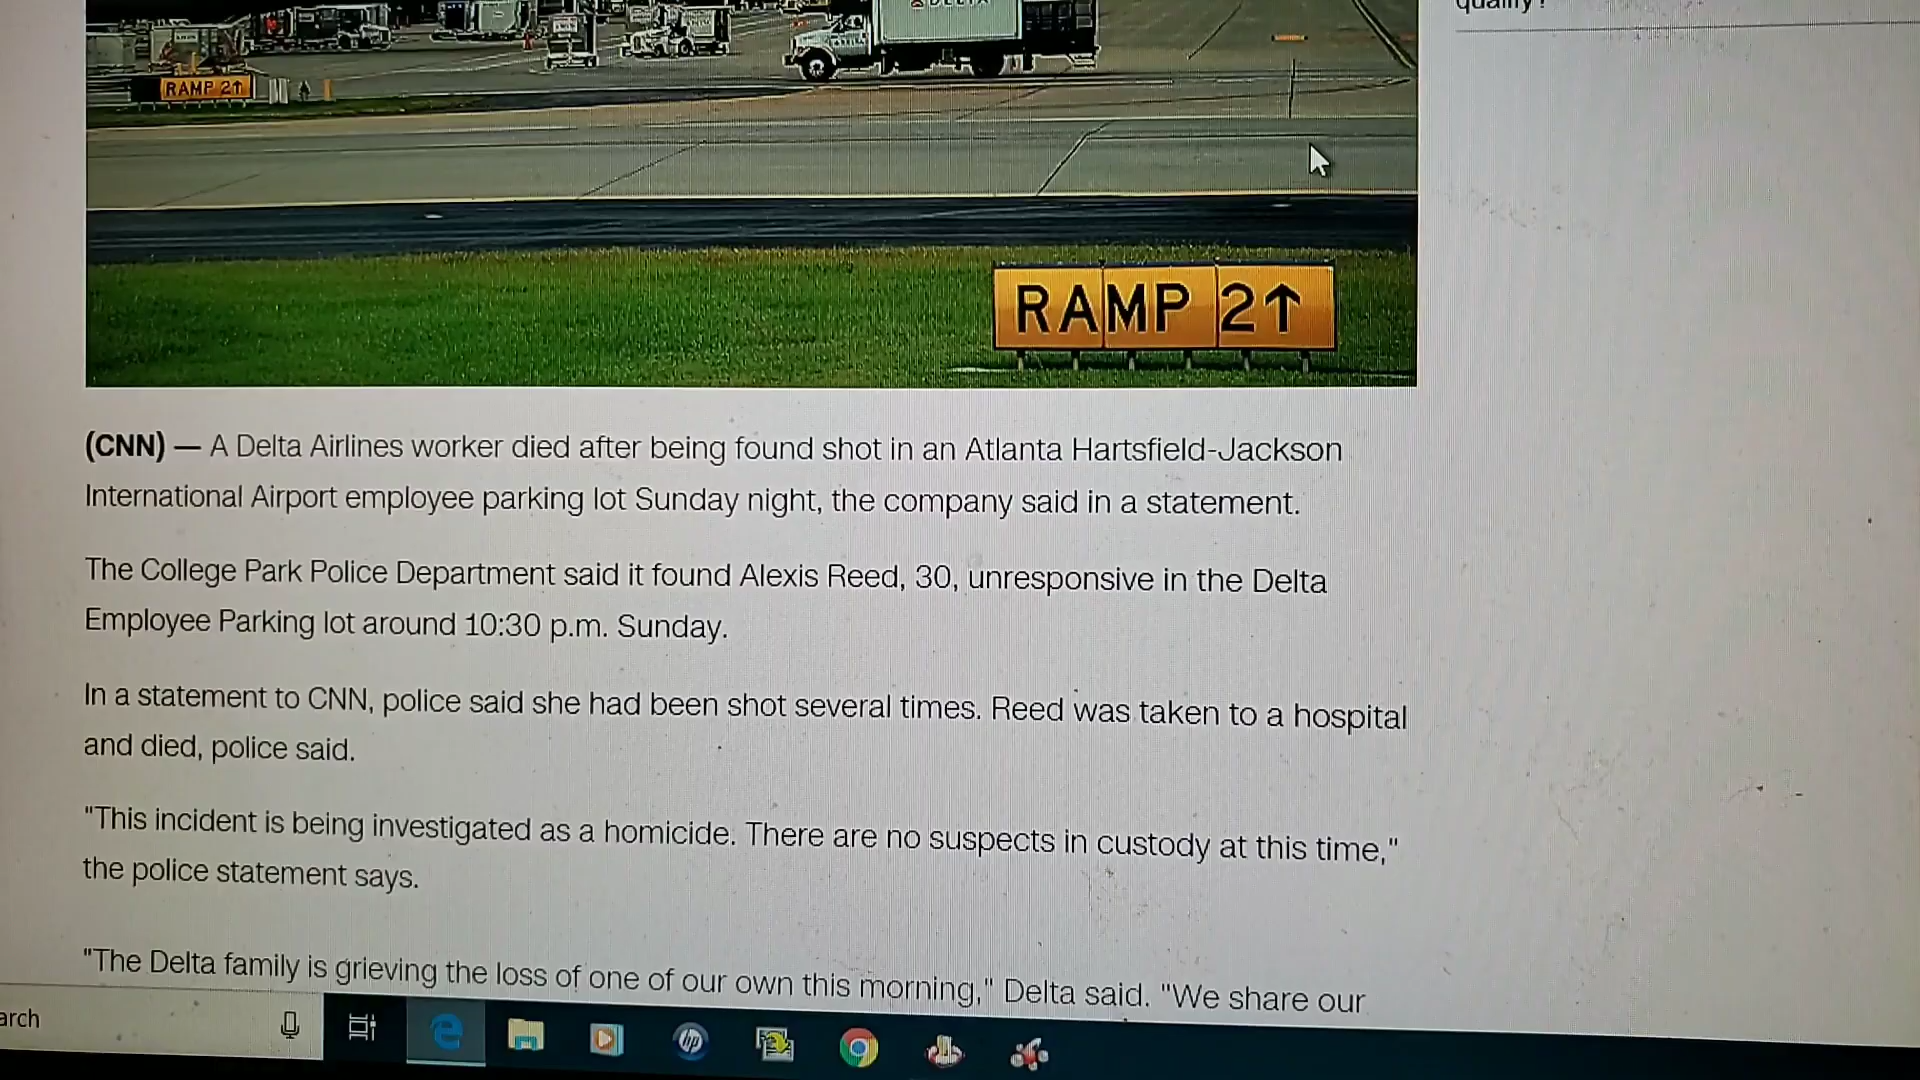 qualify?
DELTA
RAMP 2↑
RAMP 2↑
(CNN) — A Delta Airlines worker died after being found shot in an Atlanta Hartsfield-Jackson
International Airport employee parking lot Sunday night, the company said in a statement.
The College Park Police Department said it found Alexis Reed, 30, unresponsive in the Delta
Employee Parking lot around 10:30 p.m. Sunday.
In a statement to CNN, police said she had been shot several times. Reed was taken to a hospital
and died, police said.
"This incident is being investigated as a homicide. There are no suspects in custody at this time,"
the police statement says.
"The Delta family is grieving the loss of one of our own this morning," Delta said. "We share our
arch
hp